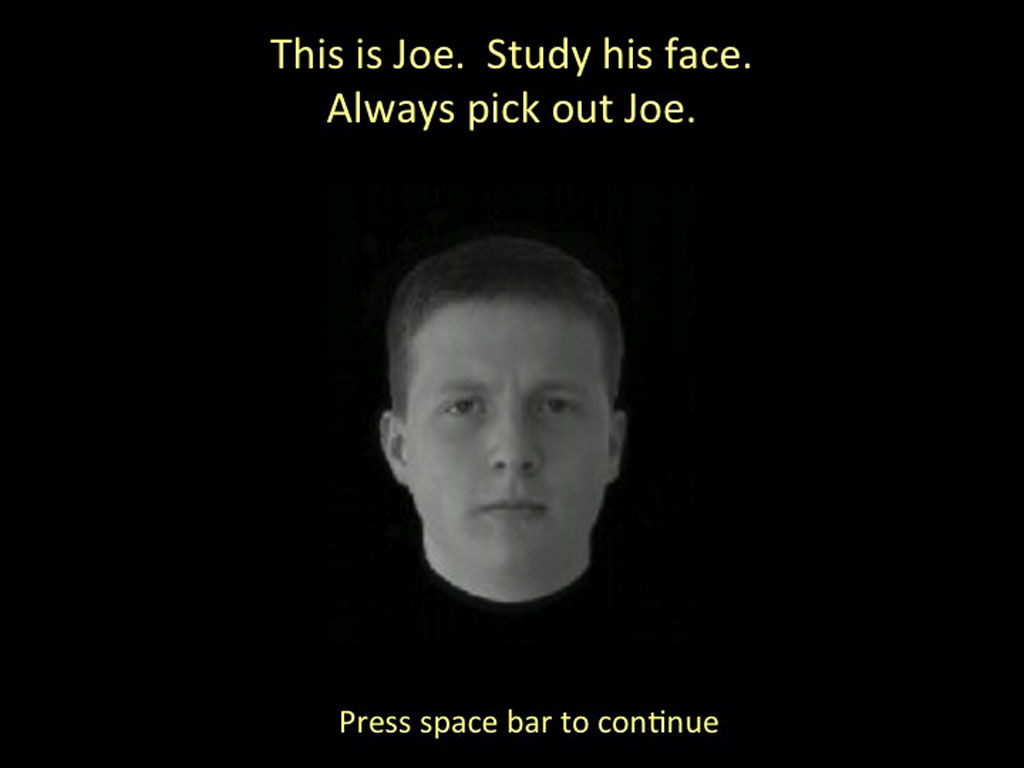 This is Joe.  Study his face.
Always pick out Joe.
Press space bar to continue